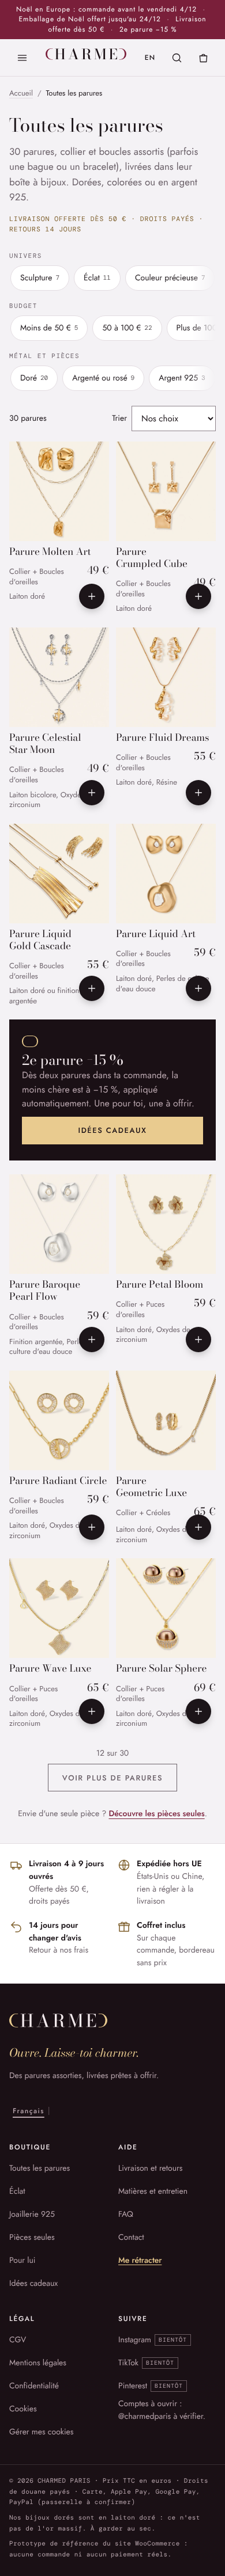 Noël en Europe : commande avant le vendredi 4/12 ·
Emballage de Noël offert jusqu'au 24/12 · Livraison
offerte dès 50 € · 2e parure −15 %
CHARMED
EN
Accueil / Toutes les parures
Toutes les parures
30 parures, collier et boucles assortis (parfois
une bague ou un bracelet), livrées dans leur
boîte à bijoux. Dorées, colorées ou en argent
925.
LIVRAISON OFFERTE DÈS 50 € · DROITS PAYÉS ·
RETOURS 14 JOURS
UNIVERS
Sculpture 7
Éclat 11
Couleur précieuse 7
BUDGET
Moins de 50 € 5
50 à 100 € 22
Plus de 100
MÉTAL ET PIÈCES
Doré 20
Argenté ou rosé 9
Argent 925 3
30 parures
Trier
Nos choix
Parure Molten Art
Collier + Boucles
d'oreilles
49 €
Laiton doré
Parure
Crumpled Cube
Collier + Boucles
d'oreilles
49 €
Laiton doré
Parure Celestial
Star Moon
Collier + Boucles
d'oreilles
49 €
Laiton bicolore, Oxyde
zirconium
Parure Fluid Dreams
Collier + Boucles
d'oreilles
55 €
Laiton doré, Résine
Parure Liquid
Gold Cascade
Collier + Boucles
d'oreilles
55 €
Laiton doré ou finition
argentée
Parure Liquid Art
Collier + Boucles
d'oreilles
59 €
Laiton doré, Perles de
d'eau douce
2e parure −15 %
Dès deux parures dans ta commande, la
moins chère est à −15 %, appliqué
automatiquement. Une pour toi, une à offrir.
IDÉES CADEAUX
Parure Baroque
Pearl Flow
Collier + Boucles
d'oreilles
59 €
Finition argentée,
culture d'eau douce
Parure Petal Bloom
Collier + Puces
d'oreilles
59 €
Laiton doré, Oxydes
zirconium
Parure Radiant Circle
Collier + Boucles
d'oreilles
59 €
Laiton doré, Oxydes
zirconium
Parure
Geometric Luxe
Collier + Créoles
65 €
Laiton doré, Oxydes
zirconium
Parure Wave Luxe
Collier + Puces
d'oreilles
65 €
Laiton doré, Oxydes
zirconium
Parure Solar Sphere
Collier + Puces
d'oreilles
69 €
Laiton doré, Oxydes
zirconium
12 sur 30
VOIR PLUS DE PARURES
Envie d'une seule pièce ? Découvre les pièces seules.
Livraison 4 à 9 jours
ouvrés
Offerte dès 50 €,
droits payés
Expédiée hors UE
États-Unis ou Chine,
rien à régler à la
livraison
14 jours pour
changer d'avis
Retour à nos frais
Coffret inclus
Sur chaque
commande, bordereau
sans prix
CHARMED
Ouvre. Laisse-toi charmer.
Des parures assorties, livrées prêtes à offrir.
Français
BOUTIQUE
Toutes les parures
Éclat
Joaillerie 925
Pièces seules
Pour lui
Idées cadeaux
AIDE
Livraison et retours
Matières et entretien
FAQ
Contact
Me rétracter
LÉGAL
CGV
Mentions légales
Confidentialité
Cookies
Gérer mes cookies
SUIVRE
Instagram BIENTÔT
TikTok BIENTÔT
Pinterest BIENTÔT
Comptes à ouvrir :
@charmedparis à vérifier.
© 2026 CHARMED PARIS · Prix TTC en euros · Droits
de douane payés · Carte, Apple Pay, Google Pay,
PayPal (passerelle à confirmer)
Nos bijoux dorés sont en laiton doré : ce n'est
pas de l'or massif. À garder au sec.
Prototype de référence du site WooCommerce :
aucune commande ni aucun paiement réels.